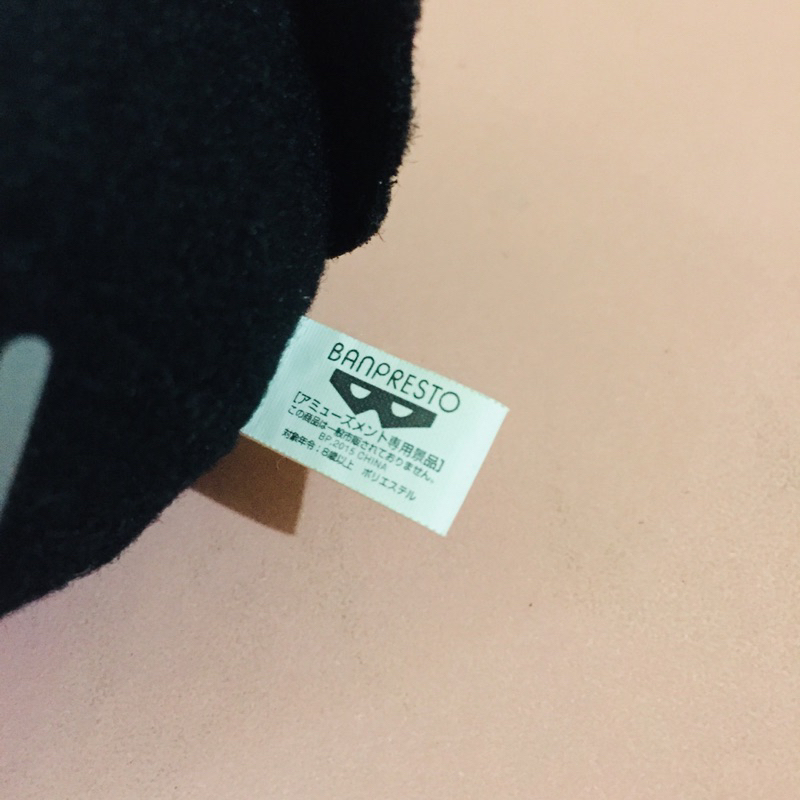 BANPRESTO
[アミューズメント専用景品]
この商品は一般市販されておりません。
BP 2015 CHINA
対象年令:6歳以上 ポリエステル